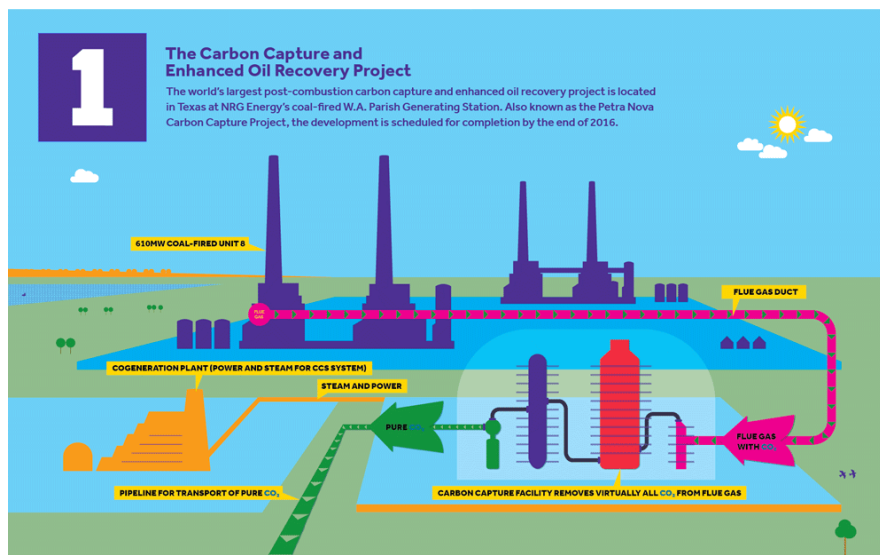 1
The Carbon Capture and
Enhanced Oil Recovery Project
The world's largest post-combustion carbon capture and enhanced oil recovery project is located
in Texas at NRG Energy's coal-fired W.A. Parish Generating Station. Also known as the Petra Nova
Carbon Capture Project, the development is scheduled for completion by the end of 2016.
610MW COAL-FIRED UNIT 8
FLUE GAS DUCT
FLUE
GAS
COGENERATION PLANT (POWER AND STEAM FOR CCS SYSTEM)
STEAM AND POWER
PURE CO₂
FLUE GAS
WITH CO₂
PIPELINE FOR TRANSPORT OF PURE CO₂
CARBON CAPTURE FACILITY REMOVES VIRTUALLY ALL CO₂ FROM FLUE GAS